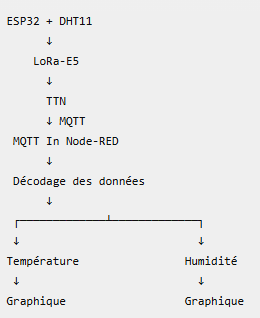 ESP32 + DHT11
↓
LoRa-E5
↓
TTN
↓ MQTT
MQTT In Node-RED
↓
Décodage des données
↓
┌─────────────┴─────────────┐
↓ ↓
Température Humidité
↓ ↓
Graphique Graphique